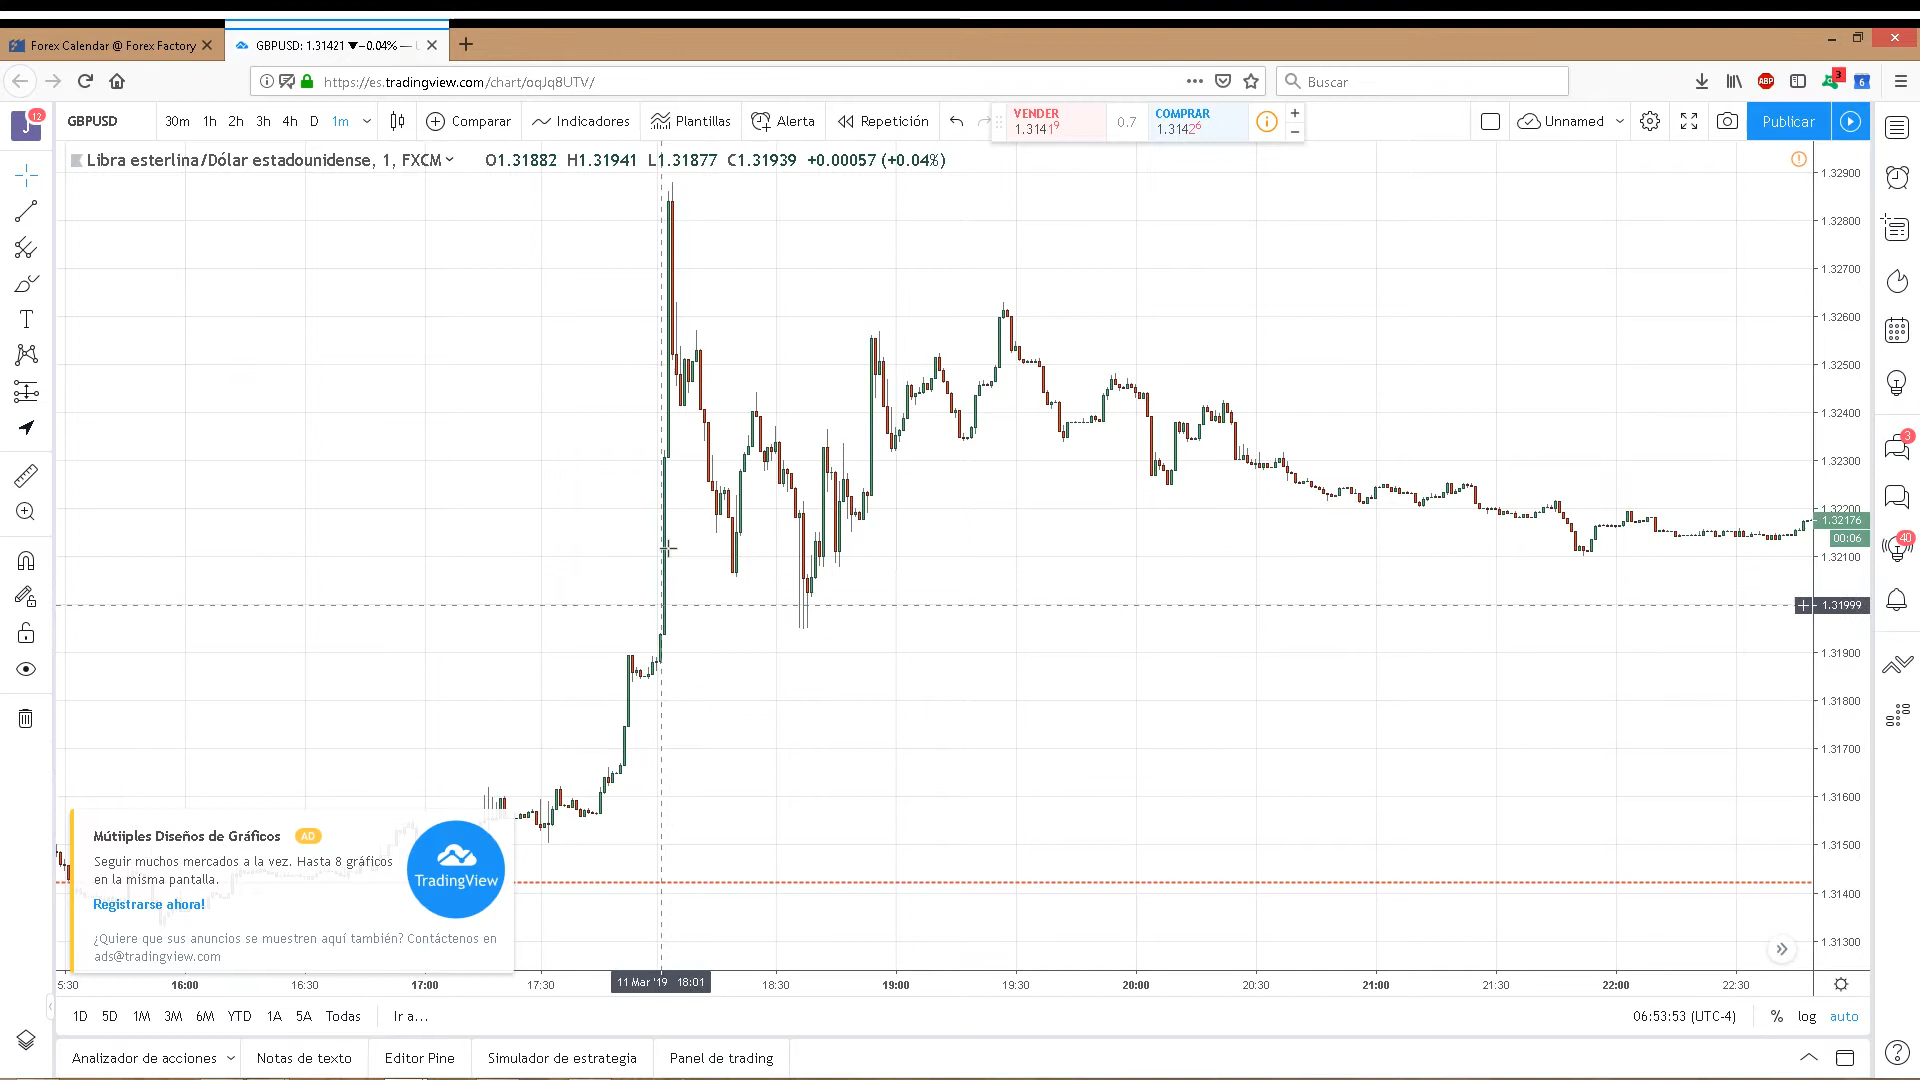 Forex Calendar @ Forex Factory
GBPUSD: 1.31421 ▼−0.04% —
https://es.tradingview.com/chart/oqJq8UTV/
Buscar
ABP
3
6
J
12
GBPUSD
30m 1h 2h 3h 4h D 1m
Comparar
Indicadores
Plantillas
Alerta
Repetición
VENDER
1.31419
0.7
COMPRAR
1.31426
+
−
Unnamed
Publicar
Libra esterlina/Dólar estadounidense, 1, FXCM
O1.31882 H1.31941 L1.31877 C1.31939 +0.00057 (+0.04%)
1.32900
1.32800
1.32700
1.32600
1.32500
1.32400
1.32300
1.32200
1.32176
00:06
1.32100
1.31999
1.31900
1.31800
1.31700
1.31600
1.31500
1.31400
1.31300
3
40
Mútiiples Diseños de Gráficos AD
Seguir muchos mercados a la vez. Hasta 8 gráficos
en la misma pantalla.
Registrarse ahora!
¿Quiere que sus anuncios se muestren aquí también? Contáctenos en
ads@tradingview.com
TradingView
5:30 16:00 16:30 17:00 17:30 11 Mar '19 18:01 18:30 19:00 19:30 20:00 20:30 21:00 21:30 22:00 22:30
1D 5D 1M 3M 6M YTD 1A 5A Todas Ir a...
06:53:53 (UTC-4) % log auto
Analizador de acciones Notas de texto Editor Pine Simulador de estrategia Panel de trading